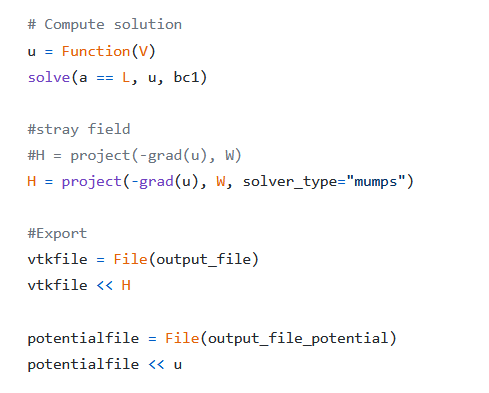 # Compute solution
u = Function(V)
solve(a == L, u, bc1)
#stray field
#H = project(-grad(u), W)
H = project(-grad(u), W, solver_type="mumps")
#Export
vtkfile = File(output_file)
vtkfile << H
potentialfile = File(output_file_potential)
potentialfile << u